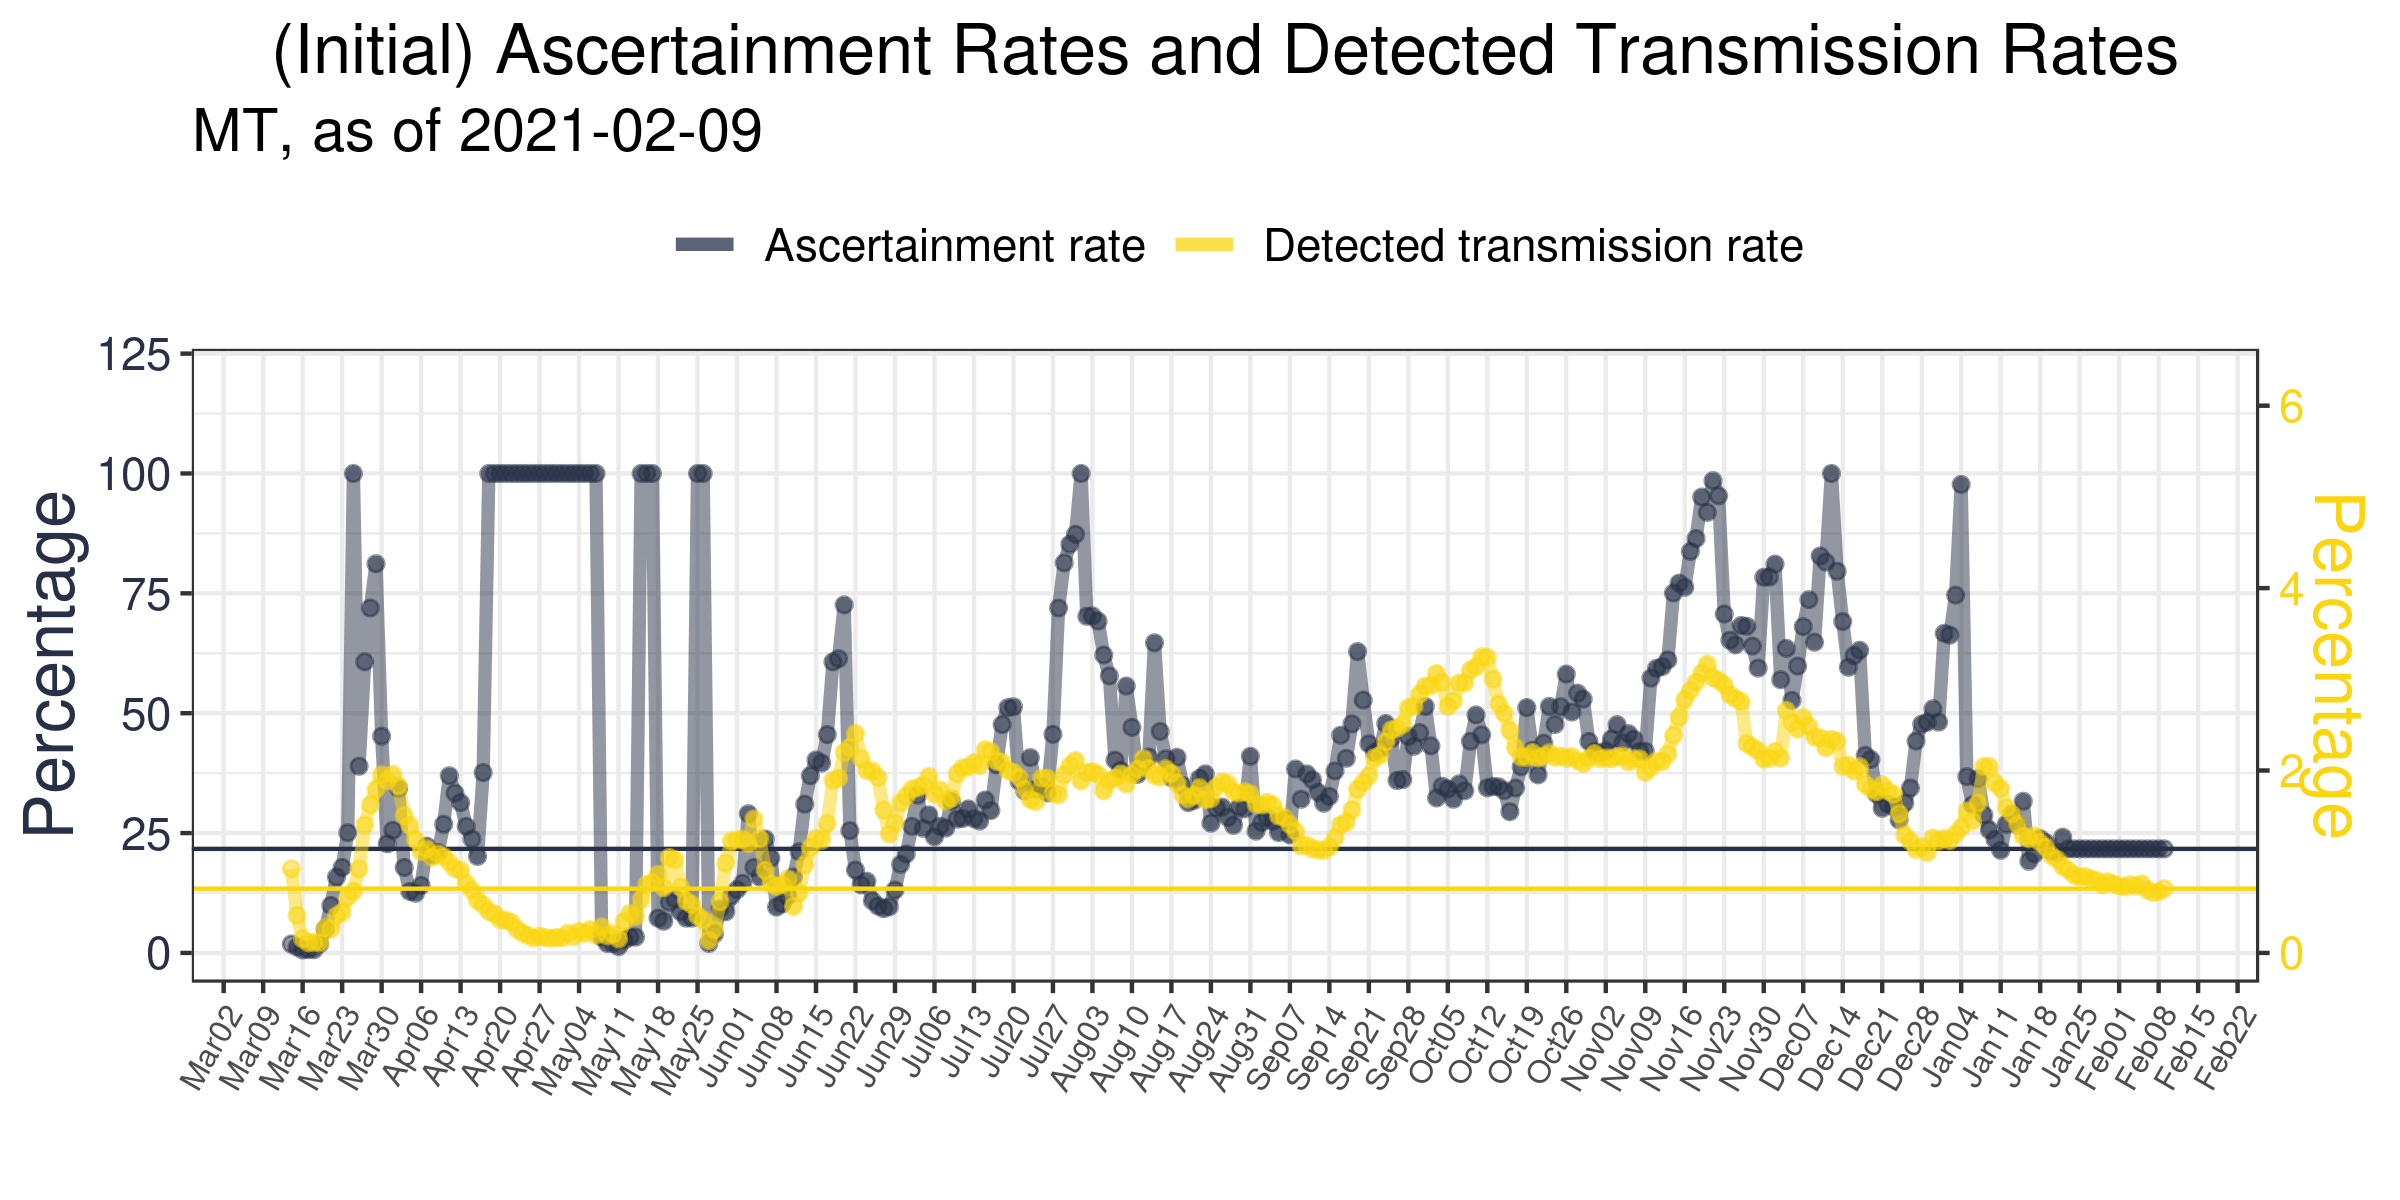 (Initial) Ascertainment Rates and Detected Transmission Rates
MT, as of 2021-02-09
Ascertainment rate Detected transmission rate
Percentage
125
100
75
50
25
0
6
4
2
0
Percentage
Mar02 Mar09 Mar16 Mar23 Mar30 Apr06 Apr13 Apr20 Apr27 May04 May11 May18 May25 Jun01 Jun08 Jun15 Jun22 Jun29 Jul06 Jul13 Jul20 Jul27 Aug03 Aug10 Aug17 Aug24 Aug31 Sep07 Sep14 Sep21 Sep28 Oct05 Oct12 Oct19 Oct26 Nov02 Nov09 Nov16 Nov23 Nov30 Dec07 Dec14 Dec21 Dec28 Jan04 Jan11 Jan18 Jan25 Feb01 Feb08 Feb15 Feb22